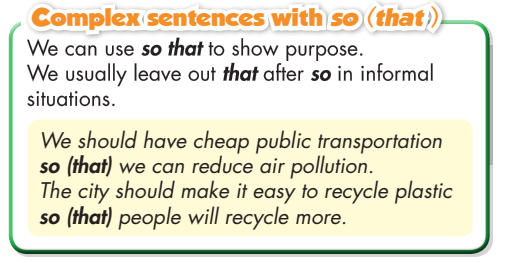 Complex sentences with so (that)
We can use so that to show purpose.
We usually leave out that after so in informal
situations.
We should have cheap public transportation
so (that) we can reduce air pollution.
The city should make it easy to recycle plastic
so (that) people will recycle more.